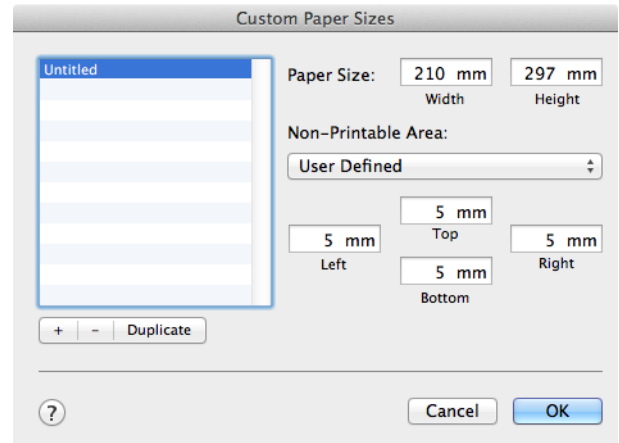 Custom Paper Sizes
Untitled
Paper Size: 210 mm 297 mm
Width Height
Non-Printable Area:
User Defined
5 mm
Top
5 mm 5 mm
Left Right
5 mm
Bottom
+ - Duplicate
? Cancel OK